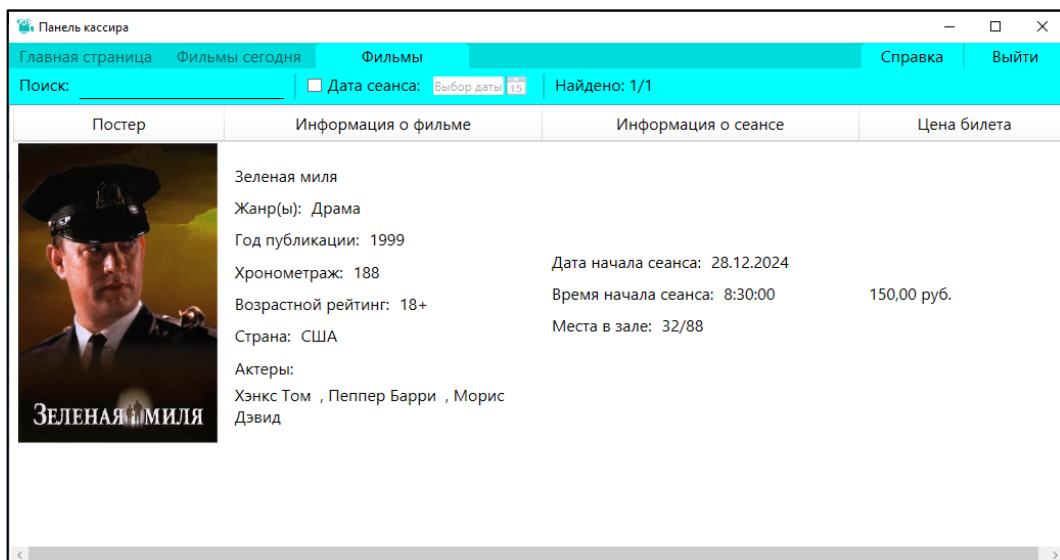 Панель кассира
Главная страница Фильмы сегодня Фильмы Справка Выйти
Поиск: Дата сеанса: Выбор даты 15 Найдено: 1/1
Постер Информация о фильме Информация о сеансе Цена билета
Зеленая миля
Жанр(ы): Драма
Год публикации: 1999
Хронометраж: 188
Возрастной рейтинг: 18+
Страна: США
Актеры:
Хэнкс Том , Пеппер Барри , Морис
Дэвид
Дата начала сеанса: 28.12.2024
Время начала сеанса: 8:30:00
Места в зале: 32/88
150,00 руб.
ЗЕЛЕНАЯ МИЛЯ